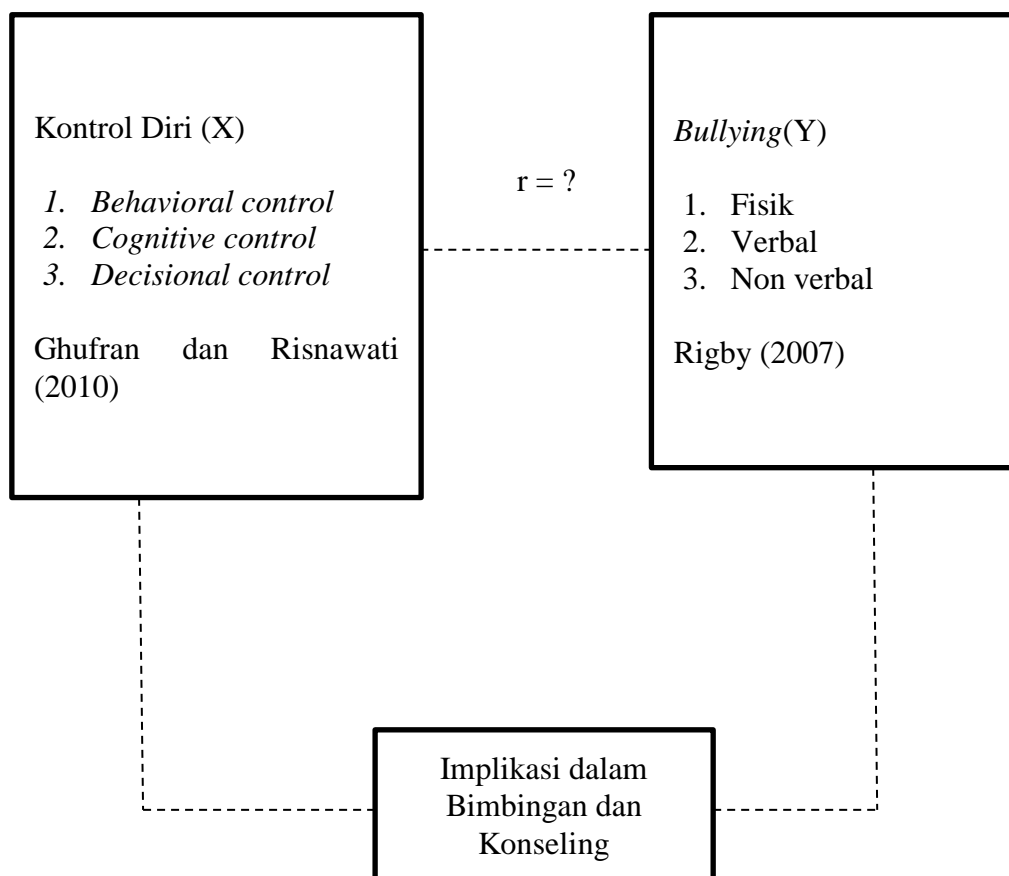 Kontrol Diri (X)
1. Behavioral control
2. Cognitive control
3. Decisional control
Ghufran dan Risnawati
(2010)
r = ?
Bullying(Y)
1. Fisik
2. Verbal
3. Non verbal
Rigby (2007)
Implikasi dalam
Bimbingan dan
Konseling